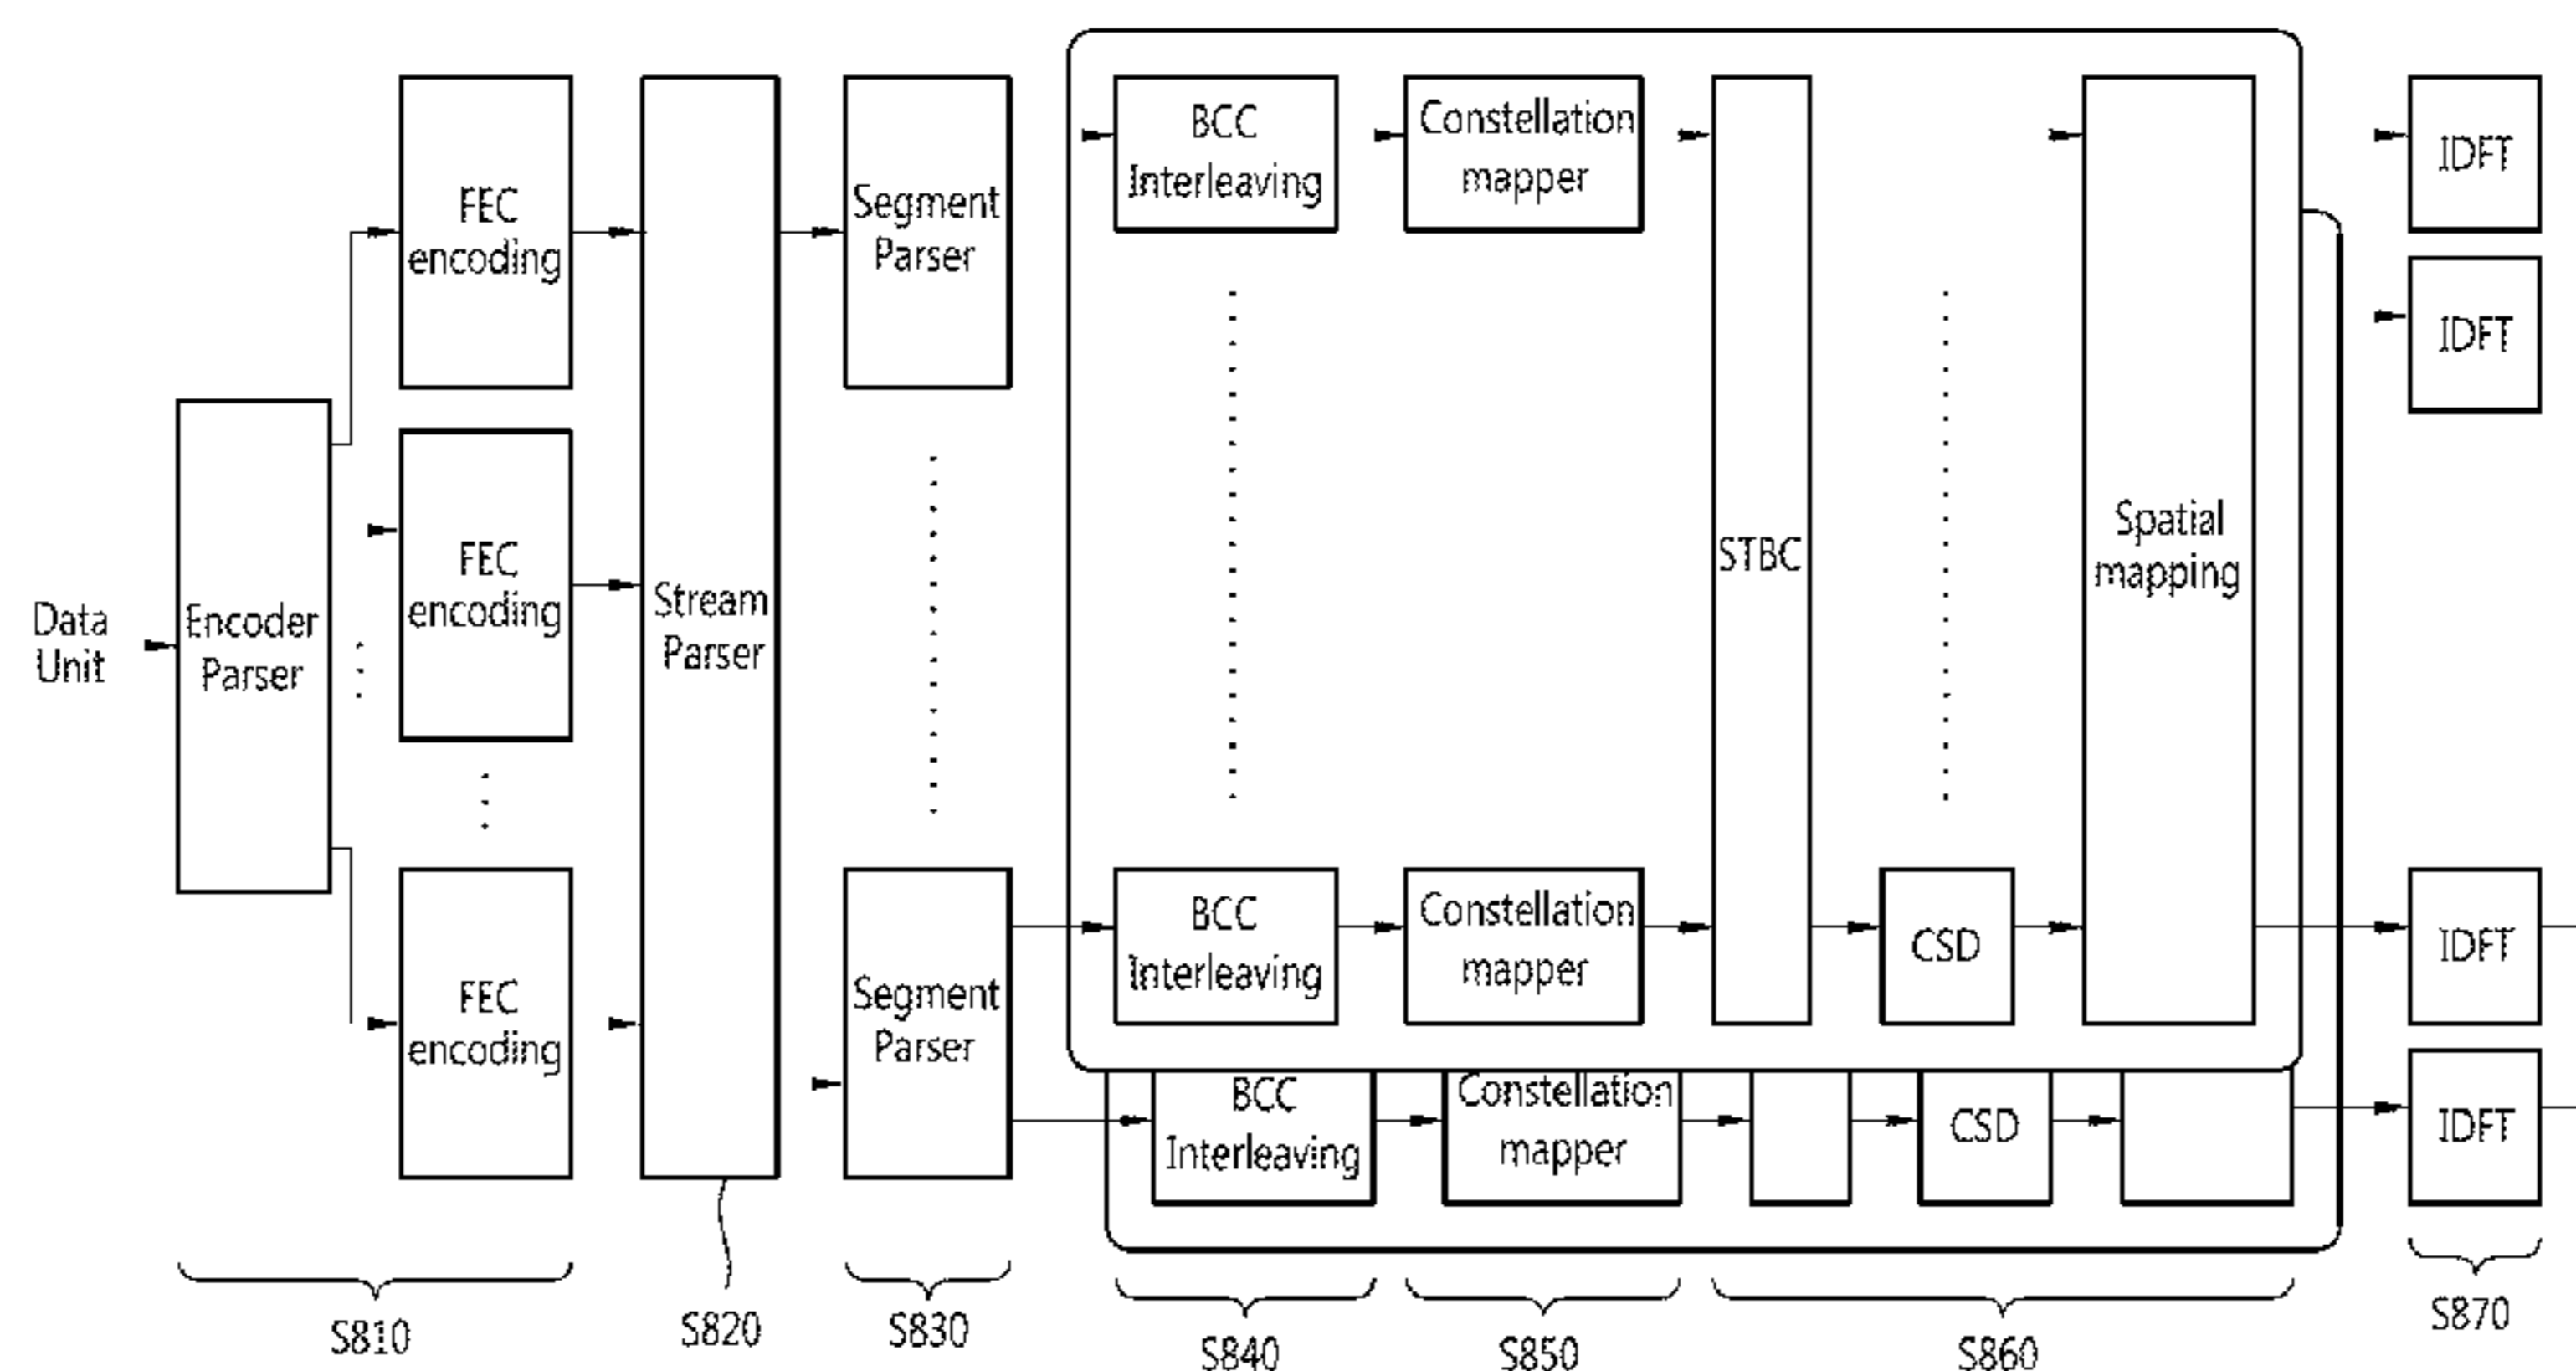 Data
Unit
Encoder
Parser
FEC
encoding
FEC
encoding
FEC
encoding
Stream
Parser
Segment
Parser
Segment
Parser
BCC
Interleaving
Constellation
mapper
BCC
Interleaving
Constellation
mapper
STBC
CSD
Spatial
mapping
BCC
Interleaving
Constellation
mapper
CSD
IDFT
IDFT
IDFT
IDFT
S810
S820
S830
S840
S850
S860
S870